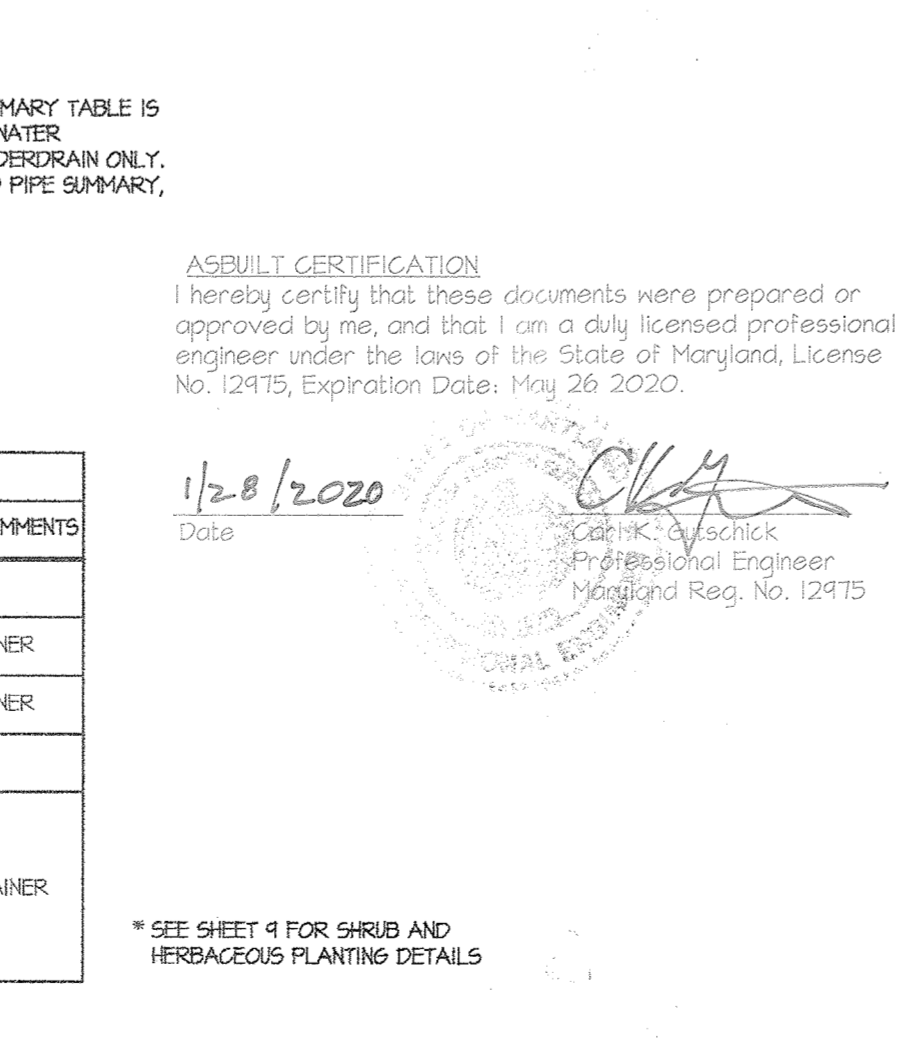 MARY TABLE IS
WATER
DERDRAIN ONLY.
PIPE SUMMARY,
ASBUILT CERTIFICATION
I hereby certify that these documents were prepared or
approved by me, and that I am a duly licensed professional
engineer under the laws of the State of Maryland, License
No. 12975, Expiration Date: May 26 2020.
1/28/2020
Date
Carl K. Gutschick
Professional Engineer
Maryland Reg. No. 12975
MMENTS
NER
NER
AINER
* SEE SHEET 9 FOR SHRUB AND
HERBACEOUS PLANTING DETAILS